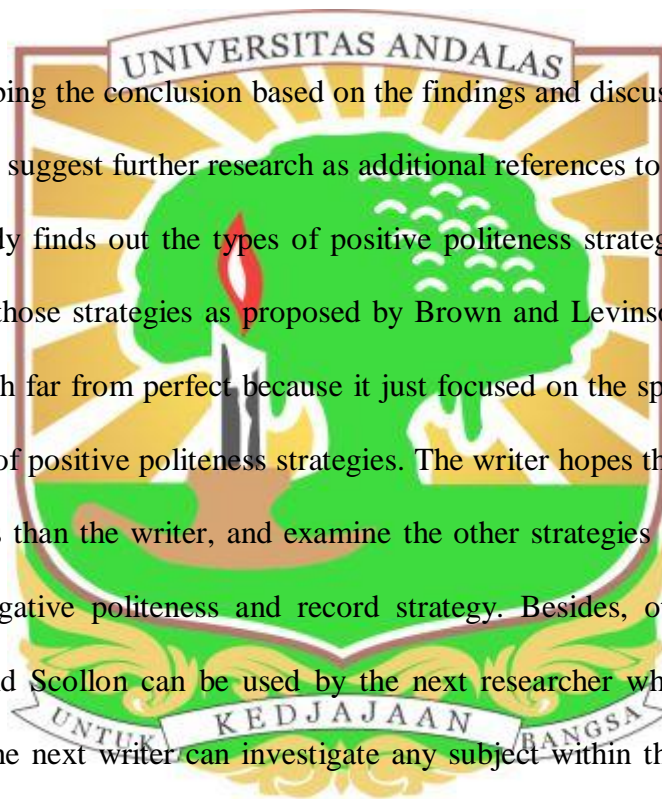 UNIVERSITAS ANDALAS
ping the conclusion based on the findings and discus
suggest further research as additional references to
dy finds out the types of positive politeness strateg
those strategies as proposed by Brown and Levinso
h far from perfect because it just focused on the sp
of positive politeness strategies. The writer hopes th
s than the writer, and examine the other strategies
gative politeness and record strategy. Besides, o
d Scollon can be used by the next researcher wh
UNTUK KEDJAJAAN BANGSA
he next writer can investigate any subject within th